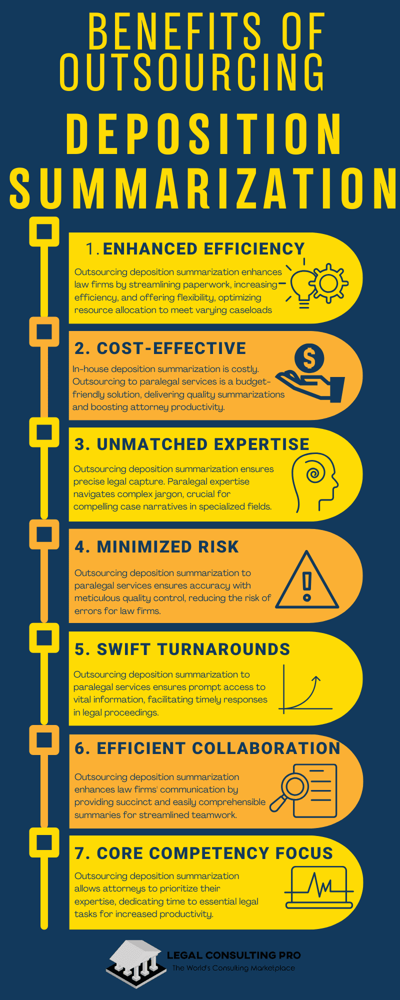 BENEFITS OF
OUTSOURCING
DEPOSITION
SUMMARIZATION
1. ENHANCED EFFICIENCY
Outsourcing deposition summarization enhances
law firms by streamlining paperwork, increasing
efficiency, and offering flexibility, optimizing
resource allocation to meet varying caseloads
2. COST-EFFECTIVE
$
In-house deposition summarization is costly.
Outsourcing to paralegal services is a budget-
friendly solution, delivering quality summarizations
and boosting attorney productivity.
3. UNMATCHED EXPERTISE
Outsourcing deposition summarization ensures
precise legal capture. Paralegal expertise
navigates complex jargon, crucial for
compelling case narratives in specialized fields.
4. MINIMIZED RISK
Outsourcing deposition summarization to
paralegal services ensures accuracy with
meticulous quality control, reducing the risk of
errors for law firms.
5. SWIFT TURNAROUNDS
Outsourcing deposition summarization to
paralegal services ensures prompt access to
vital information, facilitating timely responses
in legal proceedings.
6. EFFICIENT COLLABORATION
Outsourcing deposition summarization
enhances law firms' communication by
providing succinct and easily comprehensible
summaries for streamlined teamwork.
7. CORE COMPETENCY FOCUS
Outsourcing deposition summarization
allows attorneys to prioritize their
expertise, dedicating time to essential legal
tasks for increased productivity.
LEGAL CONSULTING PRO
The World's Consulting Marketplace